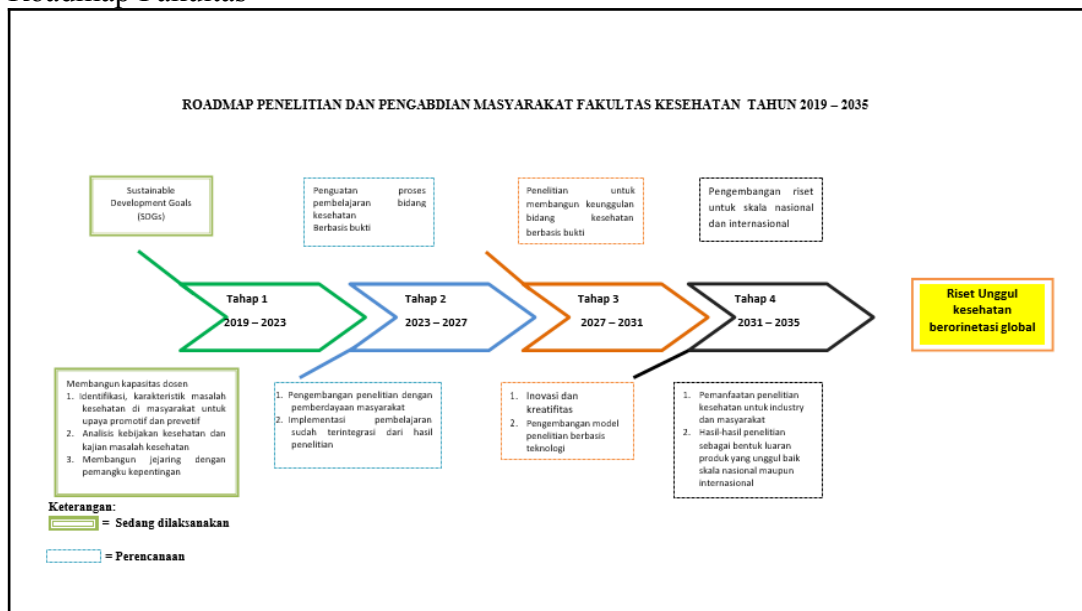 ROADMAP PENELITIAN DAN PENGABDIAN MASYARAKAT FAKULTAS KESEHATAN TAHUN 2019 – 2035
Sustainable
Development Goals
(SDGs)
Penguatan proses
pembelajaran bidang
kesehatan
Berbasis bukti
Penelitian untuk
membangun keunggulan
bidang kesehatan
berbasis bukti
Pengembangan riset
untuk skala nasional
dan internasional
Tahap 1
2019 – 2023
Tahap 2
2023 – 2027
Tahap 3
2027 – 2031
Tahap 4
2031 – 2035
Riset Unggul
kesehatan
berorinetasi global
Membangun kapasitas dosen
1. Identifikasi, karakteristik masalah
kesehatan di masyarakat untuk
upaya promotif dan prevetif
2. Analisis kebijakan kesehatan dan
kajian masalah kesehatan
3. Membangun jejaring dengan
pemangku kepentingan
1. Pengembangan penelitian dengan
pemberdayaan masyarakat
2. Implementasi pembelajaran
sudah terintegrasi dari hasil
penelitian
1. Inovasi dan
kreatifitas
2. Pengembangan model
penelitian berbasis
teknologi
1. Pemanfaatan penelitian
kesehatan untuk industry
dan masyarakat
2. Hasil-hasil penelitian
sebagai bentuk luaran
produk yang unggul baik
skala nasional maupun
internasional
Keterangan:
= Sedang dilaksanakan
= Perencanaan